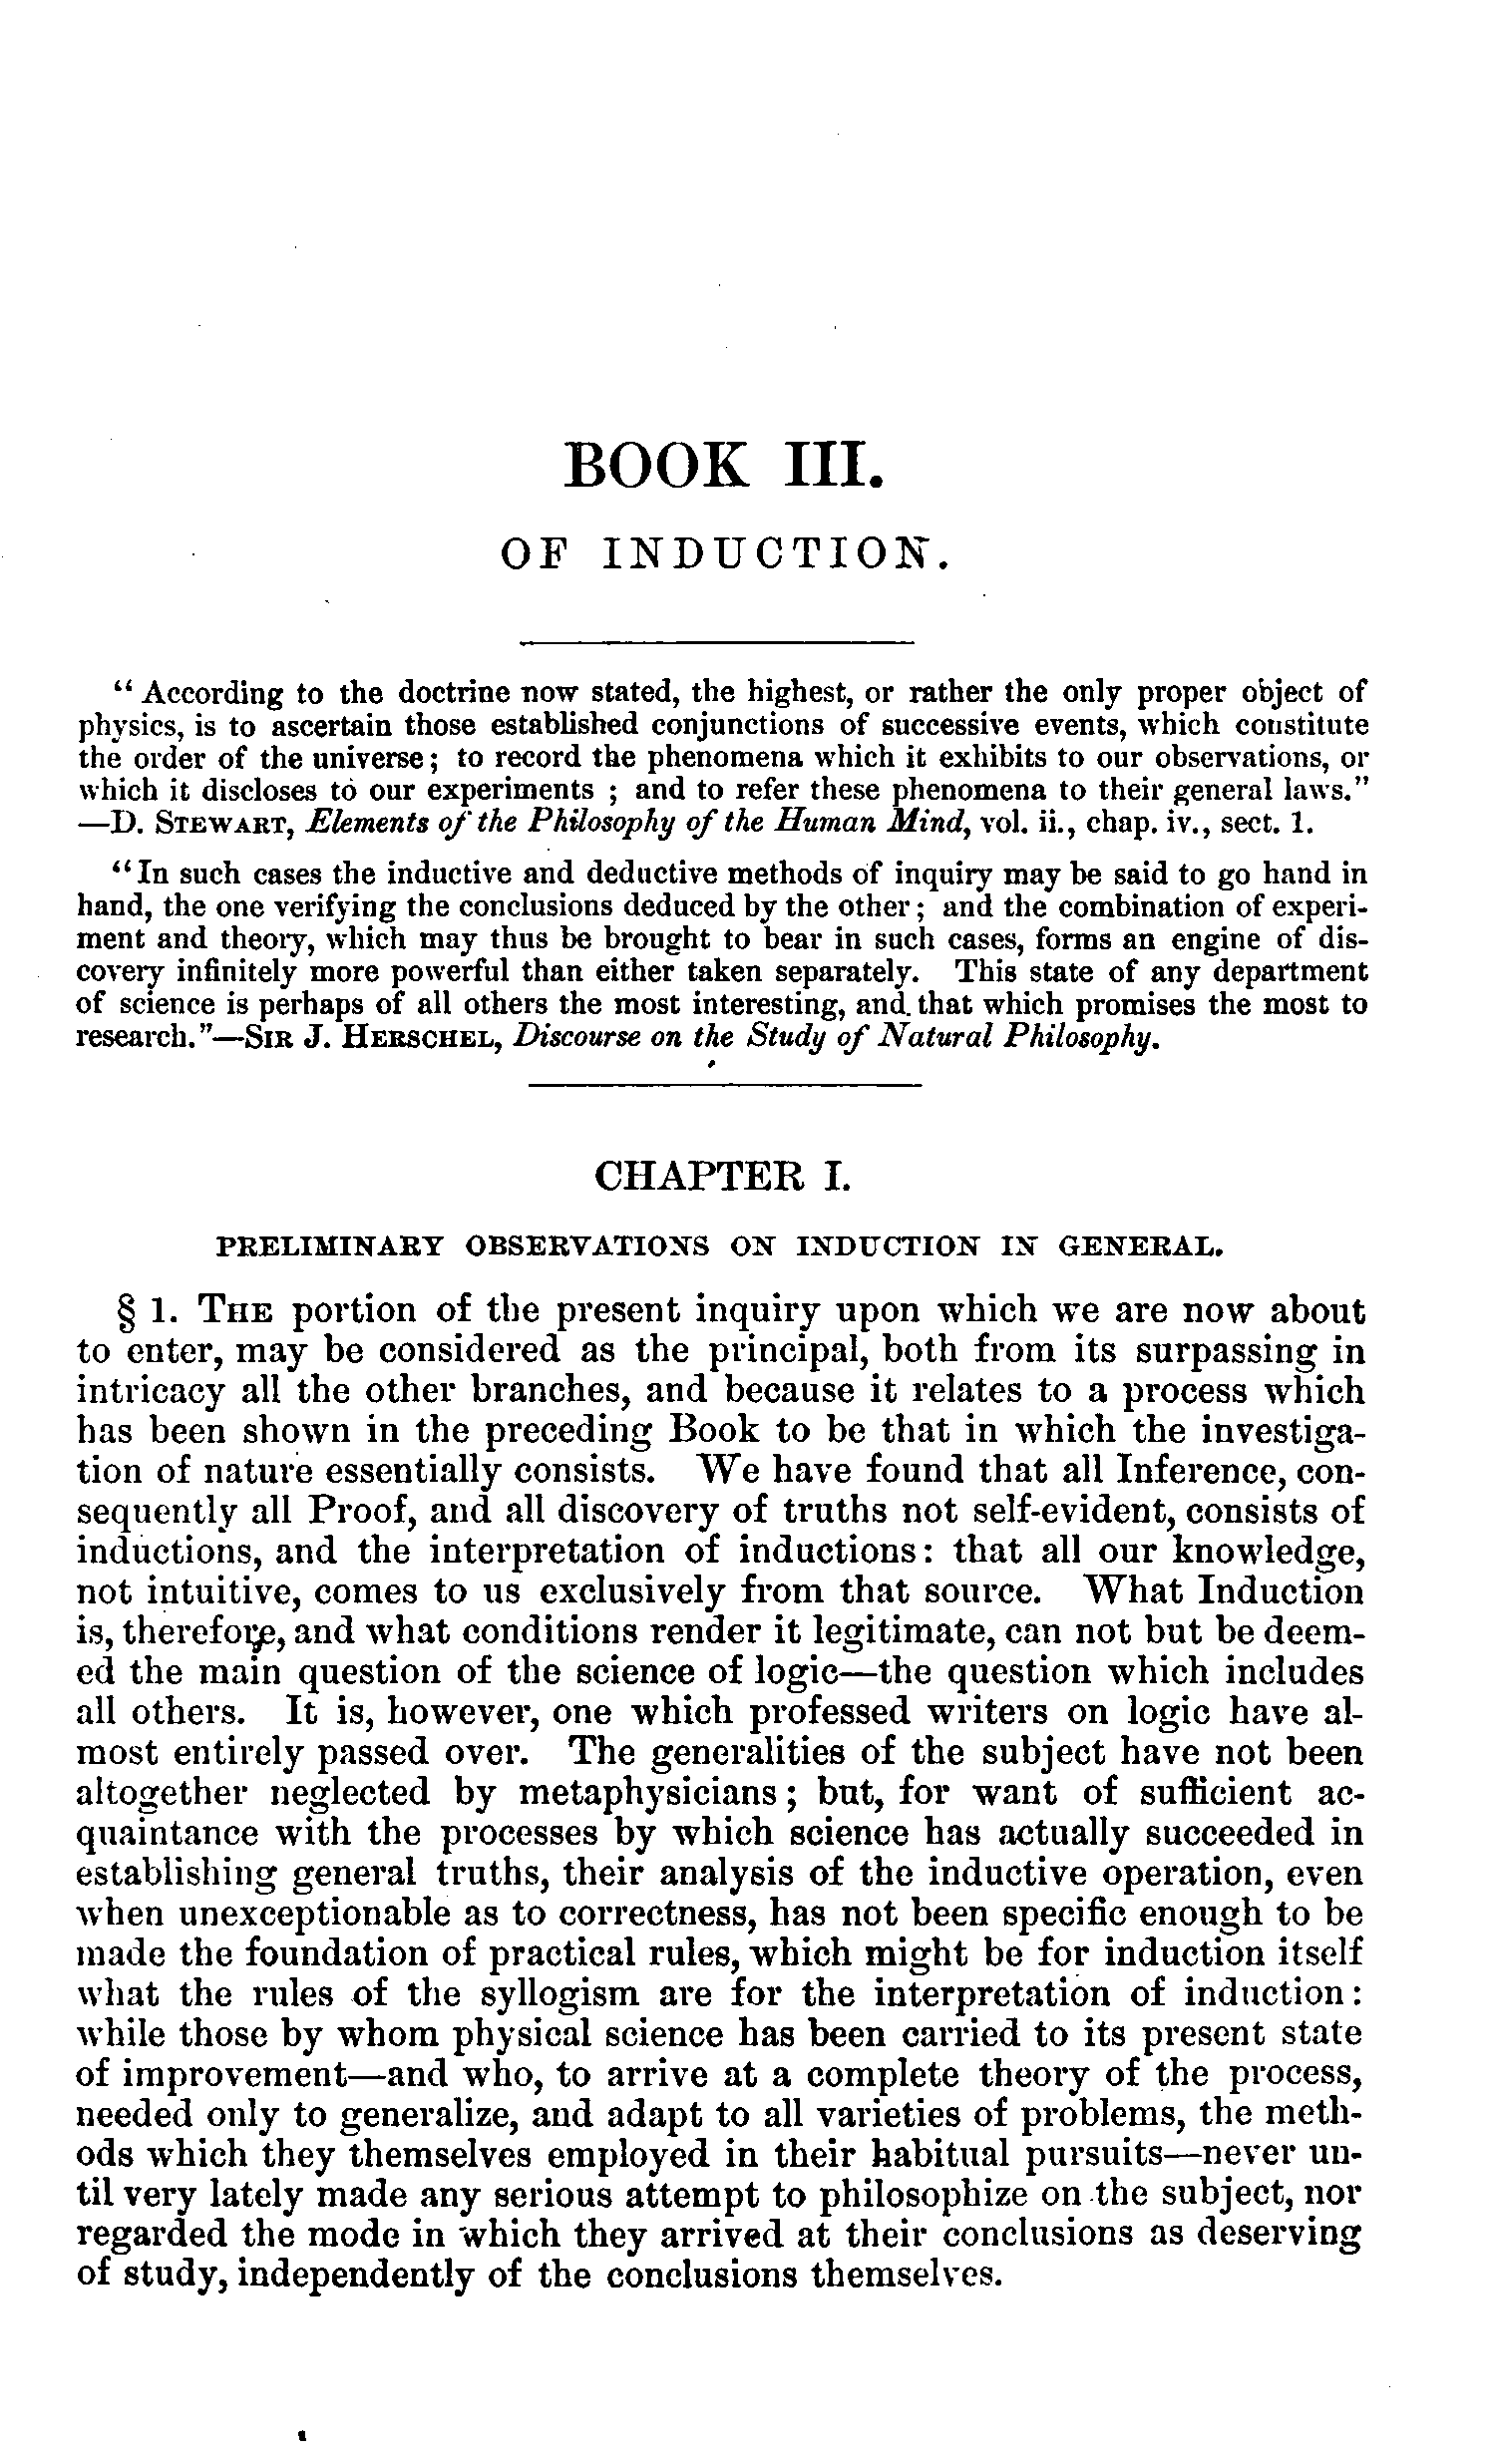 BOOK III.
OF INDUCTION.
“According to the doctrine now stated, the highest, or rather the only proper object of
physics, is to ascertain those established conjunctions of successive events, which constitute
the order of the universe; to record the phenomena which it exhibits to our observations, or
which it discloses to our experiments ; and to refer these phenomena to their general laws.”
—D. STEWART, Elements of the Philosophy of the Human Mind, vol. ii., chap. iv., sect. 1.
“In such cases the inductive and deductive methods of inquiry may be said to go hand in
hand, the one verifying the conclusions deduced by the other; and the combination of experi-
ment and theory, which may thus be brought to bear in such cases, forms an engine of dis-
covery infinitely more powerful than either taken separately. This state of any department
of science is perhaps of all others the most interesting, and that which promises the most to
research.”—SIR J. HERSCHEL, Discourse on the Study of Natural Philosophy.
CHAPTER I.
PRELIMINARY OBSERVATIONS ON INDUCTION IN GENERAL.
§ 1. THE portion of the present inquiry upon which we are now about
to enter, may be considered as the principal, both from its surpassing in
intricacy all the other branches, and because it relates to a process which
has been shown in the preceding Book to be that in which the investiga-
tion of nature essentially consists. We have found that all Inference, con-
sequently all Proof, and all discovery of truths not self-evident, consists of
inductions, and the interpretation of inductions: that all our knowledge,
not intuitive, comes to us exclusively from that source. What Induction
is, therefore, and what conditions render it legitimate, can not but be deem-
ed the main question of the science of logic—the question which includes
all others. It is, however, one which professed writers on logic have al-
most entirely passed over. The generalities of the subject have not been
altogether neglected by metaphysicians; but, for want of sufficient ac-
quaintance with the processes by which science has actually succeeded in
establishing general truths, their analysis of the inductive operation, even
when unexceptionable as to correctness, has not been specific enough to be
made the foundation of practical rules, which might be for induction itself
what the rules of the syllogism are for the interpretation of induction:
while those by whom physical science has been carried to its present state
of improvement—and who, to arrive at a complete theory of the process,
needed only to generalize, and adapt to all varieties of problems, the meth-
ods which they themselves employed in their habitual pursuits—never un-
til very lately made any serious attempt to philosophize on the subject, nor
regarded the mode in which they arrived at their conclusions as deserving
of study, independently of the conclusions themselves.